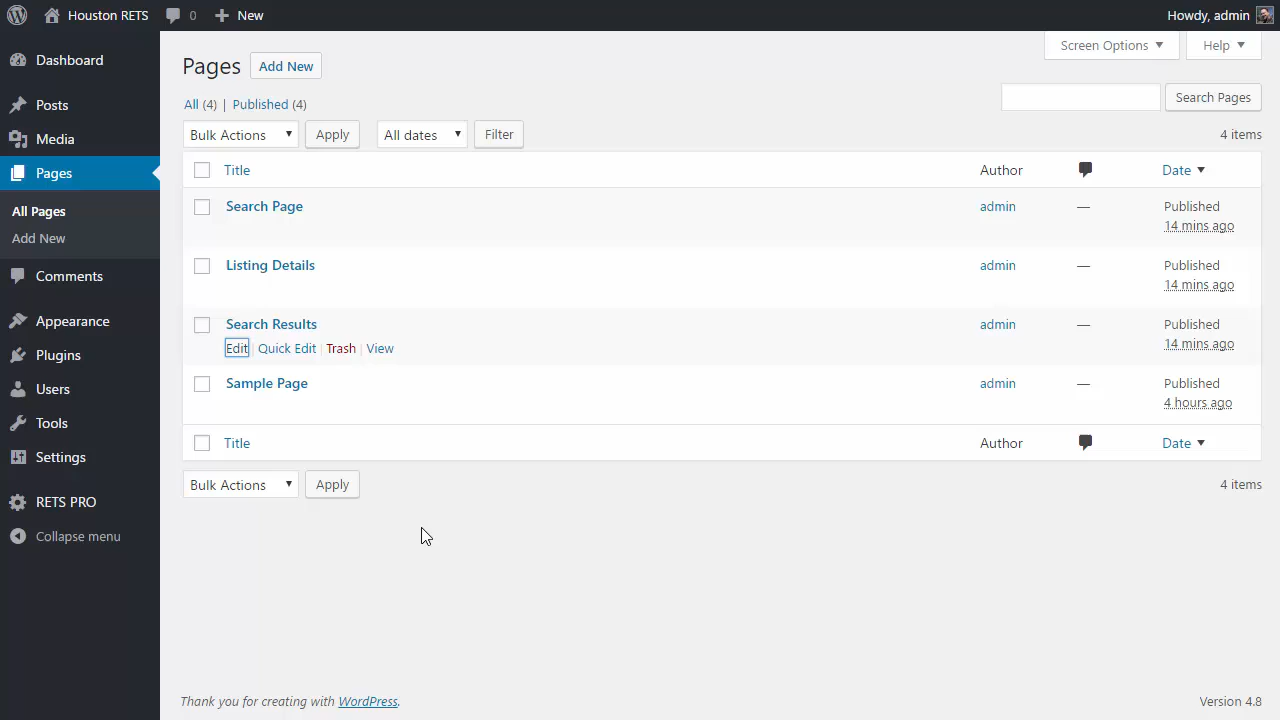 Houston RETS 0 New Howdy, admin
Screen Options Help
Dashboard
Posts
Media
Pages
All Pages
Add New
Comments
Appearance
Plugins
Users
Tools
Settings
RETS PRO
Collapse menu
Pages Add New
All (4) | Published (4)
Search Pages
Bulk Actions Apply All dates Filter 4 items
Title Author Date
Search Page admin — Published
14 mins ago
Listing Details admin — Published
14 mins ago
Search Results admin — Published
Edit | Quick Edit | Trash | View 14 mins ago
Sample Page admin — Published
4 hours ago
Title Author Date
Bulk Actions Apply 4 items
Thank you for creating with WordPress. Version 4.8